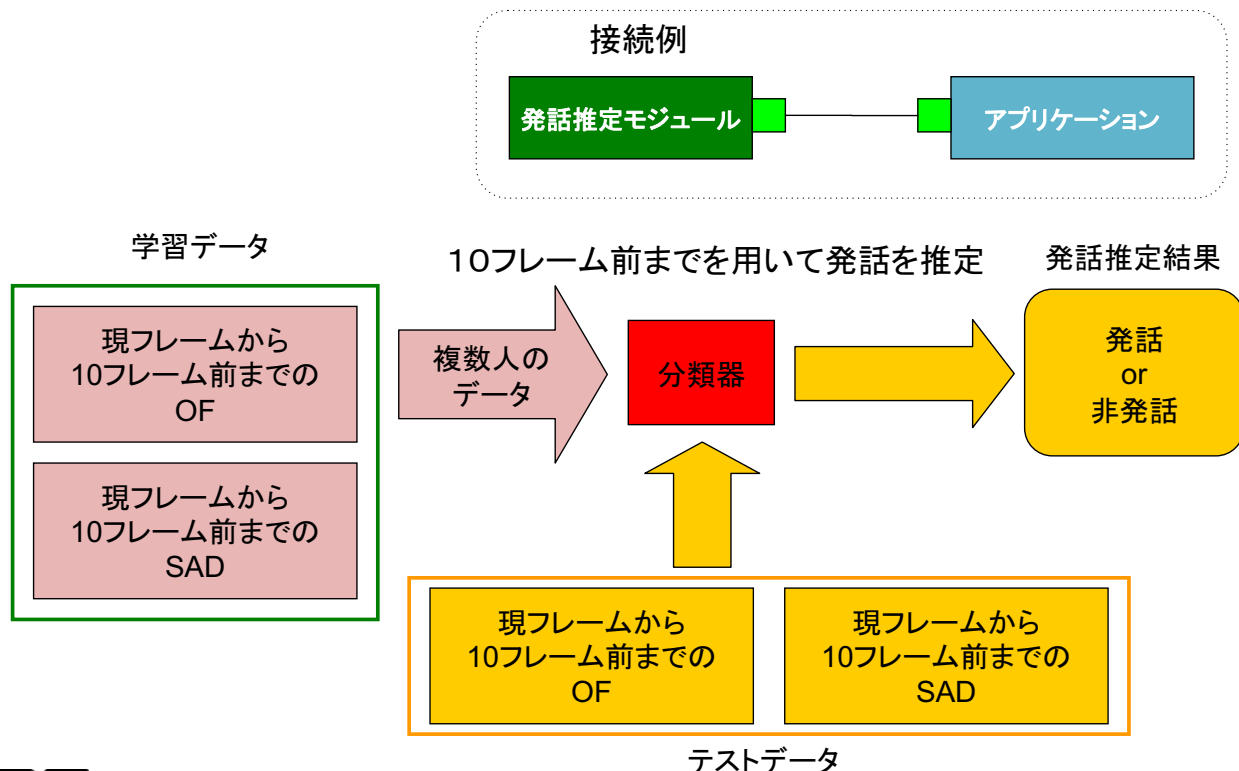 接続例
発話推定モジュール
アプリケーション
学習データ
10フレーム前までを用いて発話を推定
発話推定結果
現フレームから
10フレーム前までの
OF
現フレームから
10フレーム前までの
SAD
複数人の
データ
分類器
発話
or
非発話
現フレームから
10フレーム前までの
OF
現フレームから
10フレーム前までの
SAD
テストデータ